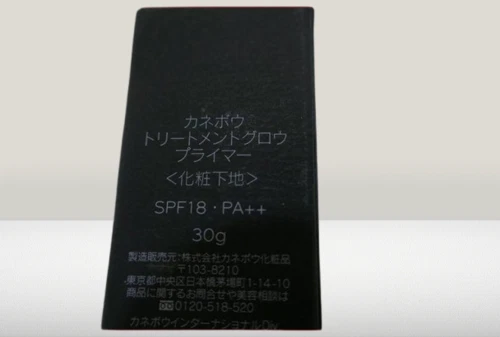 カネボウ
トリートメントグロウ
プライマー
＜化粧下地＞
SPF18・PA++
30g
製造販売元:株式会社カネボウ化粧品
〒103-8210
東京都中央区日本橋茅場町1-14-10
商品に関するお問合せや美容相談は
0120-518-520
カネボウインターナショナルDiv.